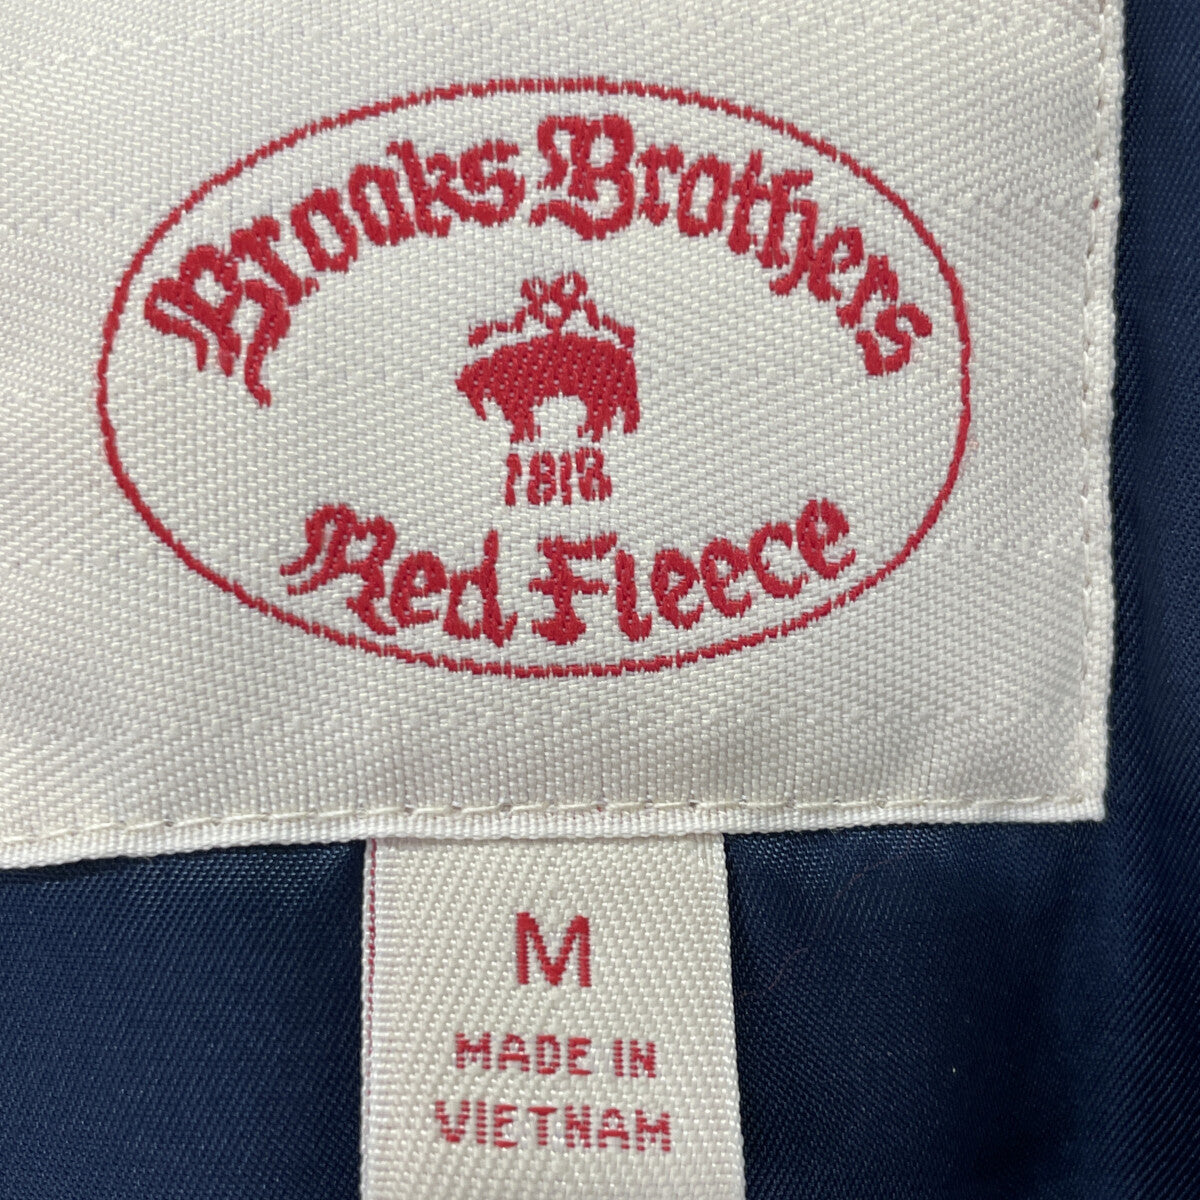 Brooks Brothers
1818
Red Fleece
M
MADE IN
VIETNAM